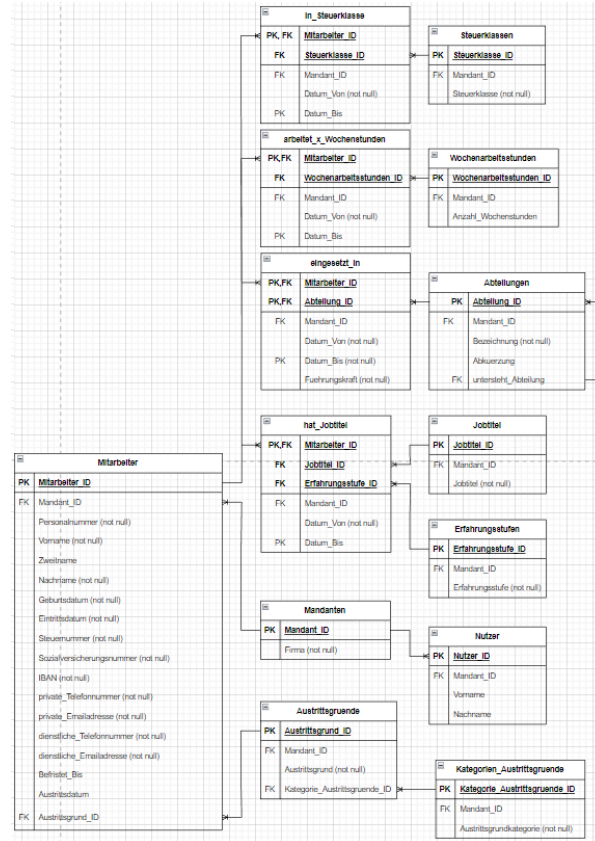 In_Steuerklasse
PK, FK Mitarbeiter_ID
FK Steuerklasse_ID
FK Mandant_ID
Datum_Von (not null)
PK Datum_Bis
Steuerklassen
PK Steuerklasse_ID
FK Mandant_ID
Steuerklasse (not null)
arbeitet_x_Wochenstunden
PK,FK Mitarbeiter_ID
FK Wochenarbeitsstunden_ID
FK Mandant_ID
Datum_Von (not null)
PK Datum_Bis
Wochenarbeitsstunden
PK Wochenarbeitsstunden_ID
FK Mandant_ID
Anzahl_Wochenstunden
eingesetzt_in
PK,FK Mitarbeiter_ID
PK,FK Abteilung_ID
FK Mandant_ID
Datum_Von (not null)
PK Datum_Bis (not null)
Fuehrungskraft (not null)
Abteilungen
PK Abteilung_ID
FK Mandant_ID
Bezeichnung (not null)
Abkuerzung
FK untersteht_Abteilung
hat_Jobtitel
PK,FK Mitarbeiter_ID
FK Jobtitel_ID
FK Erfahrungsstufe_ID
FK Mandant_ID
Datum_Von (not null)
PK Datum_Bis
Jobtitel
PK Jobtitel_ID
FK Mandant_ID
Jobtitel (not null)
Erfahrungsstufen
PK Erfahrungsstufe_ID
FK Mandant_ID
Erfahrungsstufe (not null)
Mitarbeiter
PK Mitarbeiter_ID
FK Mandant_ID
Personalnummer (not null)
Vorname (not null)
Zweitname
Nachname (not null)
Geburtsdatum (not null)
Eintrittsdatum (not null)
Steuernummer (not null)
Sozialversicherungsnummer (not null)
IBAN (not null)
private_Telefonnummer (not null)
private_Emailadresse (not null)
dienstliche_Telefonnummer (not null)
dienstliche_Emailadresse (not null)
Befristet_Bis
Austrittsdatum
FK Austrittsgrund_ID
Mandanten
PK Mandant_ID
Firma (not null)
Nutzer
PK Nutzer_ID
FK Mandant_ID
Vorname
Nachname
Austrittsgruende
PK Austrittsgrund_ID
FK Mandant_ID
Austrittsgrund (not null)
FK Kategorie_Austrittsgruende_ID
Kategorien_Austrittsgruende
PK Kategorie_Austrittsgruende_ID
FK Mandant_ID
Austrittsgrundkategorie (not null)